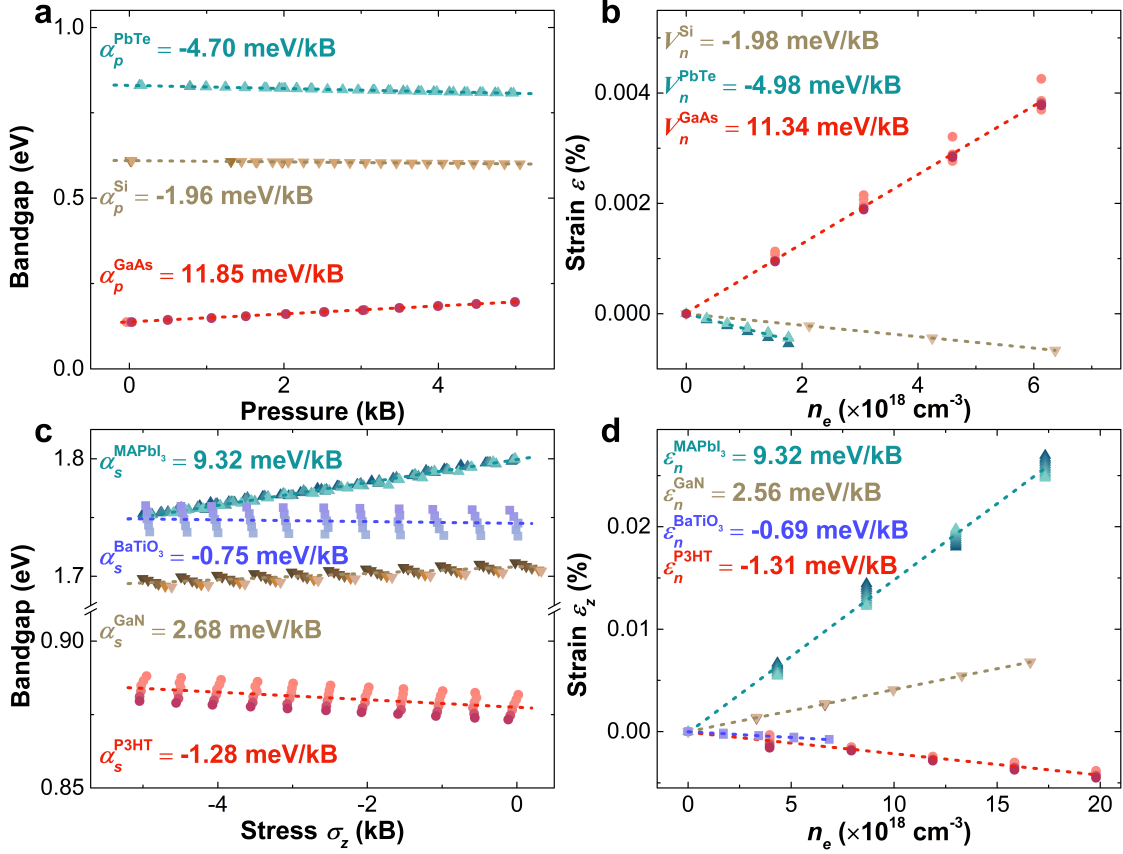 a
1.0
0.5
0.0
Bandgap (eV)
α_p^PbTe = -4.70 meV/kB
α_p^Si = -1.96 meV/kB
α_p^GaAs = 11.85 meV/kB
0 2 4
Pressure (kB)
b
0.004
0.002
0.000
Strain ε (%)
V_n^Si = -1.98 meV/kB
V_n^PbTe = -4.98 meV/kB
V_n^GaAs = 11.34 meV/kB
0 2 4 6
n_e (×10^18 cm^-3)
c
1.8
1.7
0.90
0.85
Bandgap (eV)
Bandgap (eV)
α_s^MAPbI₃ = 9.32 meV/kB
α_s^BaTiO₃ = -0.75 meV/kB
α_s^GaN = 2.68 meV/kB
α_s^P3HT = -1.28 meV/kB
-4 -2 0
Stress σ_z (kB)
d
0.02
0.01
0.00
Strain ε_z (%)
ε_n^MAPbI₃ = 9.32 meV/kB
ε_n^GaN = 2.56 meV/kB
ε_n^BaTiO₃ = -0.69 meV/kB
ε_n^P3HT = -1.31 meV/kB
0 5 10 15 20
n_e (×10^18 cm^-3)